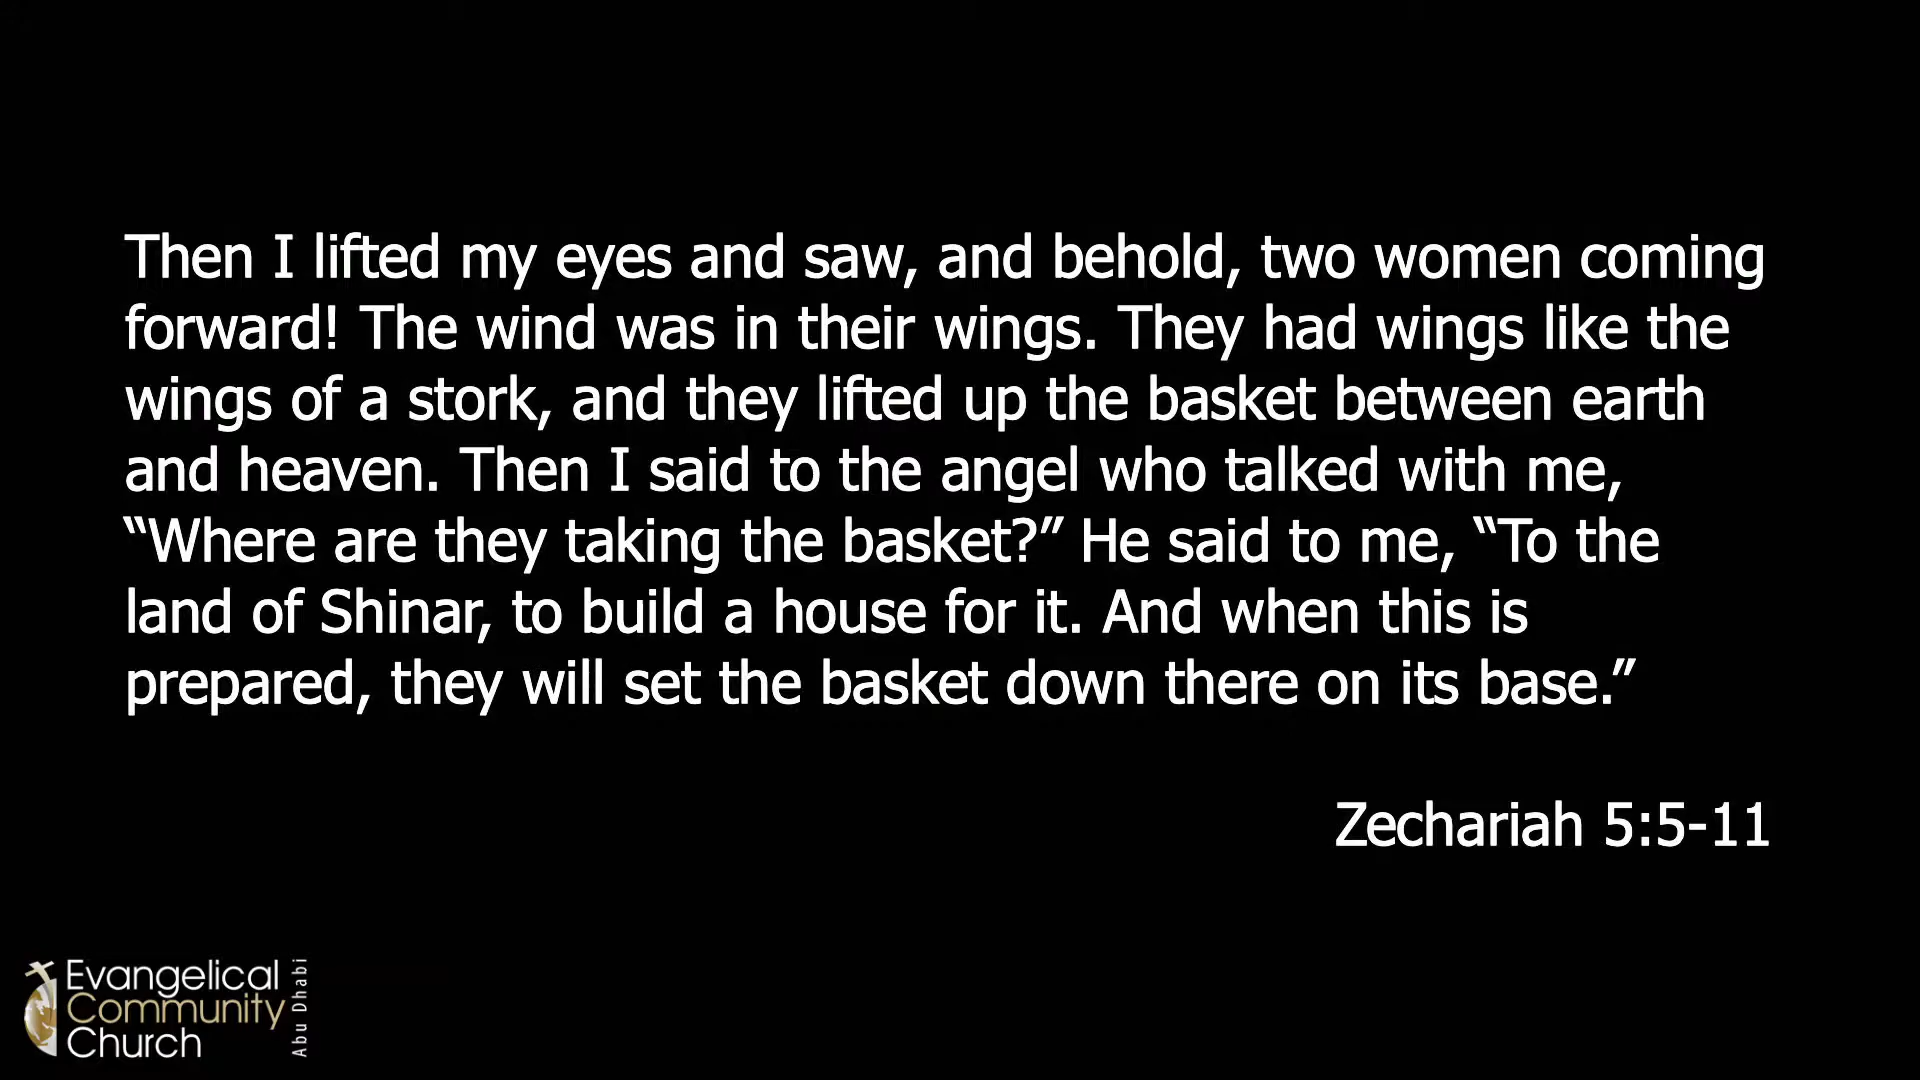 Then I lifted my eyes and saw, and behold, two women coming
forward! The wind was in their wings. They had wings like the
wings of a stork, and they lifted up the basket between earth
and heaven. Then I said to the angel who talked with me,
“Where are they taking the basket?” He said to me, “To the
land of Shinar, to build a house for it. And when this is
prepared, they will set the basket down there on its base.”
Zechariah 5:5-11
Evangelical
Community
Church
Abu Dhabi